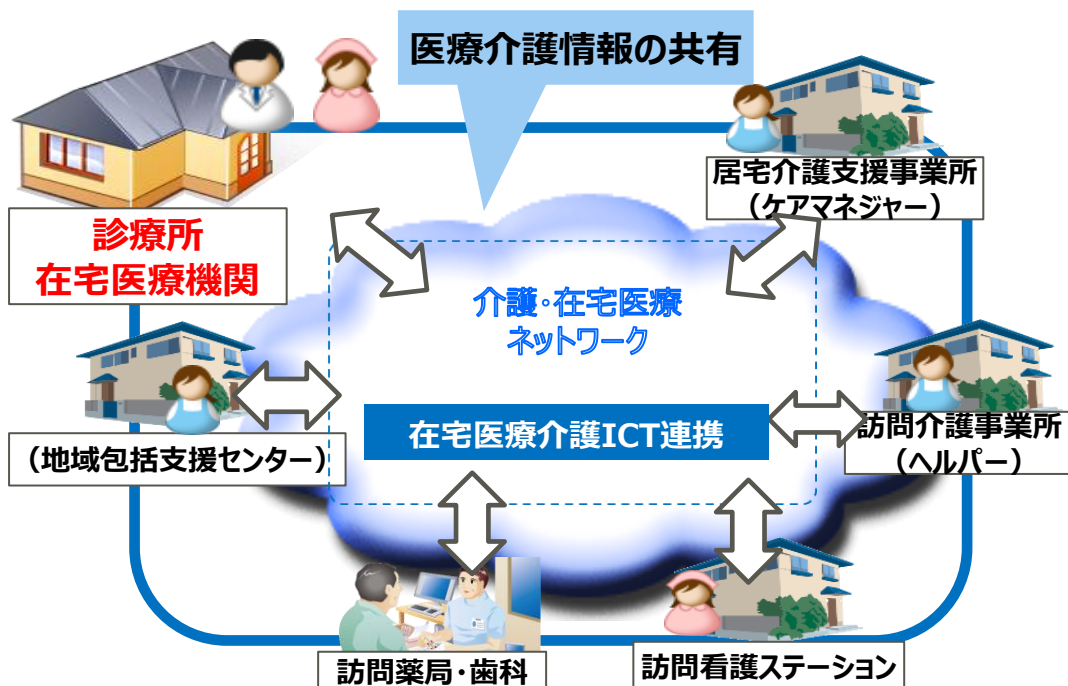 医療介護情報の共有
診療所
在宅医療機関
居宅介護支援事業所
（ケアマネジャー）
介護・在宅医療
ネットワーク
在宅医療介護ICT連携
（地域包括支援センター）
訪問介護事業所
（ヘルパー）
訪問薬局・歯科
訪問看護ステーション